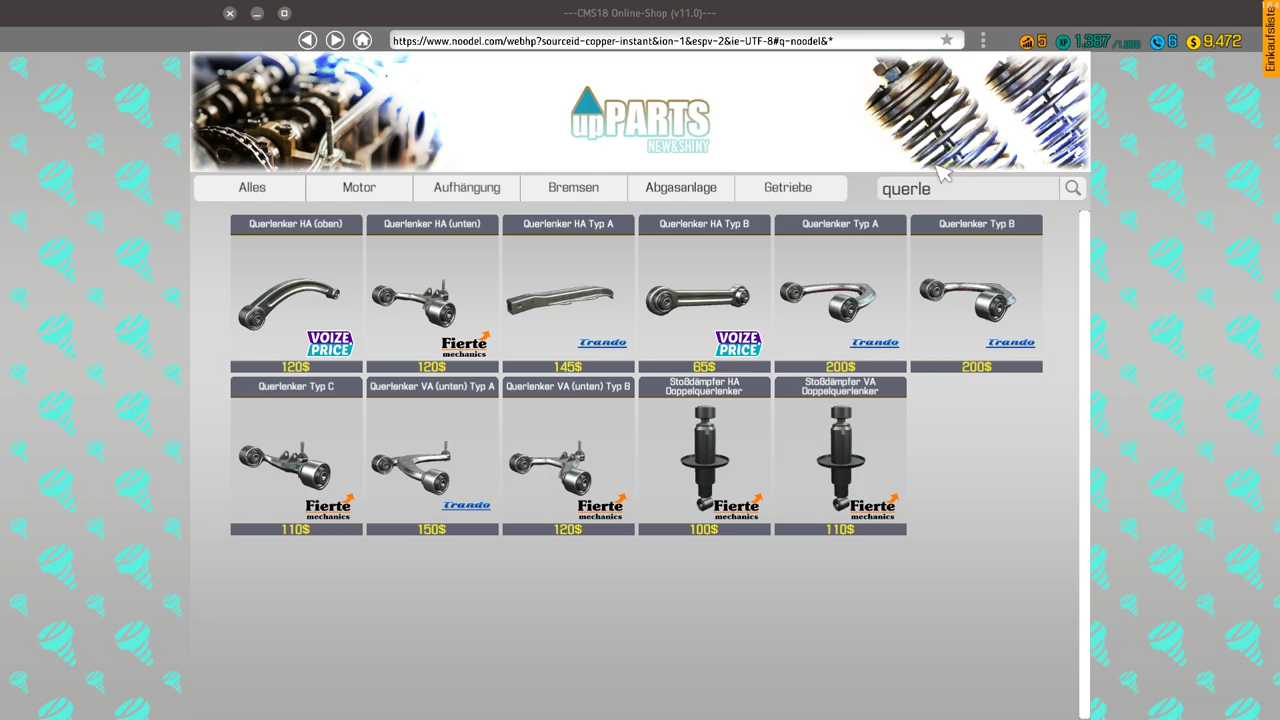 ---CMS18 Online-Shop (v11.0)---
https://www.noodel.com/webhp?sourceid-copper-instant&ion-1&espv-2&ie-UTF-8#q-noodel&*
5
1,387
6
$ 9,472
Einkaufsliste
upPARTS
NEW&SHINY
Alles
Motor
Aufhängung
Bremsen
Abgasanlage
Getriebe
querle
Querlenker HA (oben)
Querlenker HA (unten)
Querlenker HA Typ A
Querlenker HA Typ B
Querlenker Typ A
Querlenker Typ B
VOIZE
PRICE
Fierte
mechanics
Trando
VOIZE
PRICE
Trando
Trando
120$
120$
145$
65$
200$
200$
Querlenker Typ C
Querlenker VA (unten) Typ A
Querlenker VA (unten) Typ B
Stoßdämpfer HA
Doppelquerlenker
Stoßdämpfer VA
Doppelquerlenker
Fierte
mechanics
Trando
Fierte
mechanics
Fierte
mechanics
Fierte
mechanics
110$
150$
120$
100$
110$